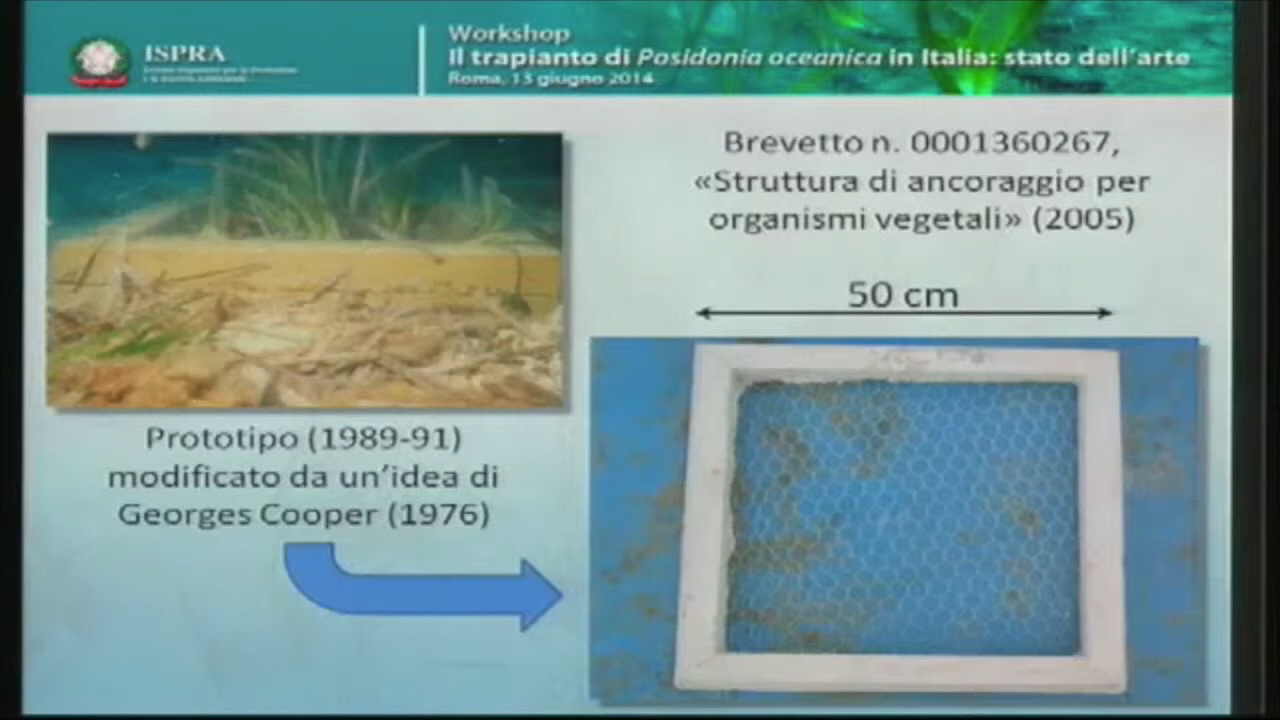 ISPRA
Workshop
Il trapianto di Posidonia oceanica in Italia: stato dell'arte
Roma, 13 giugno 2014
Brevetto n. 0001360267,
«Struttura di ancoraggio per
organismi vegetali» (2005)
50 cm
Prototipo (1989-91)
modificato da un'idea di
Georges Cooper (1976)